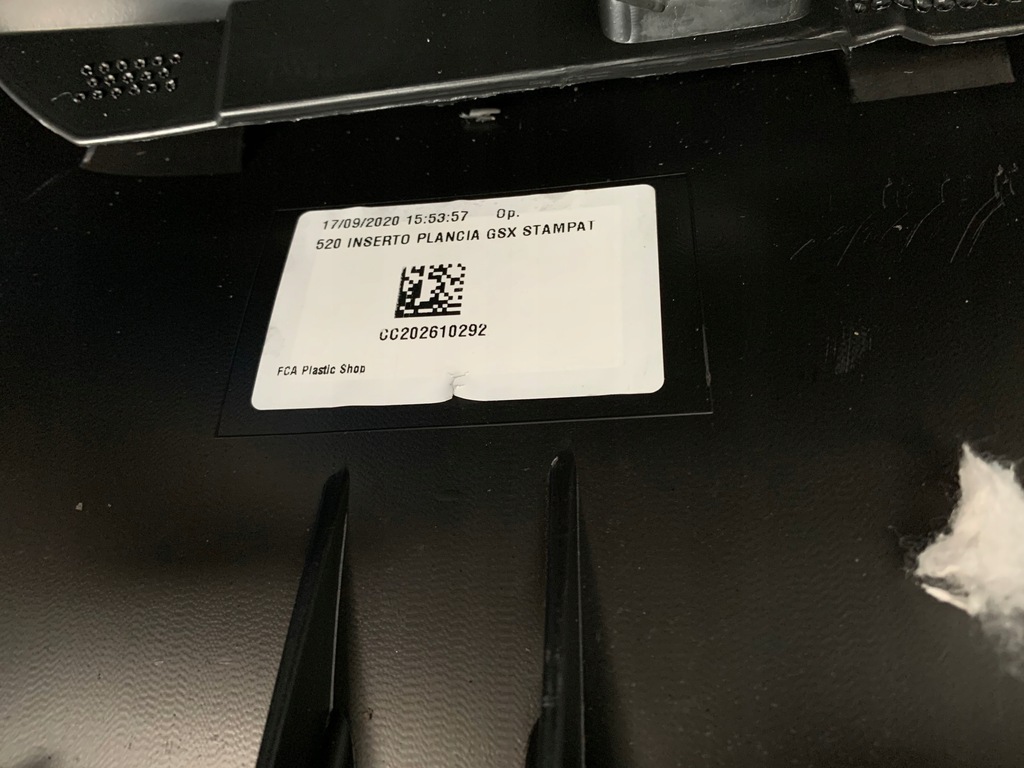 17/09/2020 15:53:57 Op.
520 INSERTO PLANCIA GSX STAMPAT
CC202610292
FCA Plastic Shop